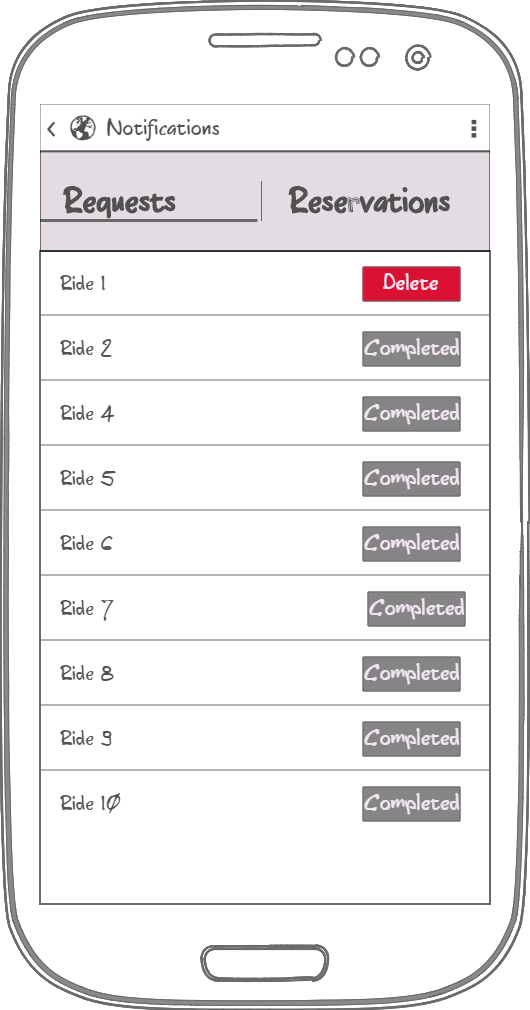 Notifications
Requests Reservations
Ride 1 Delete
Ride 2 Completed
Ride 4 Completed
Ride 5 Completed
Ride 6 Completed
Ride 7 Completed
Ride 8 Completed
Ride 9 Completed
Ride 10 Completed